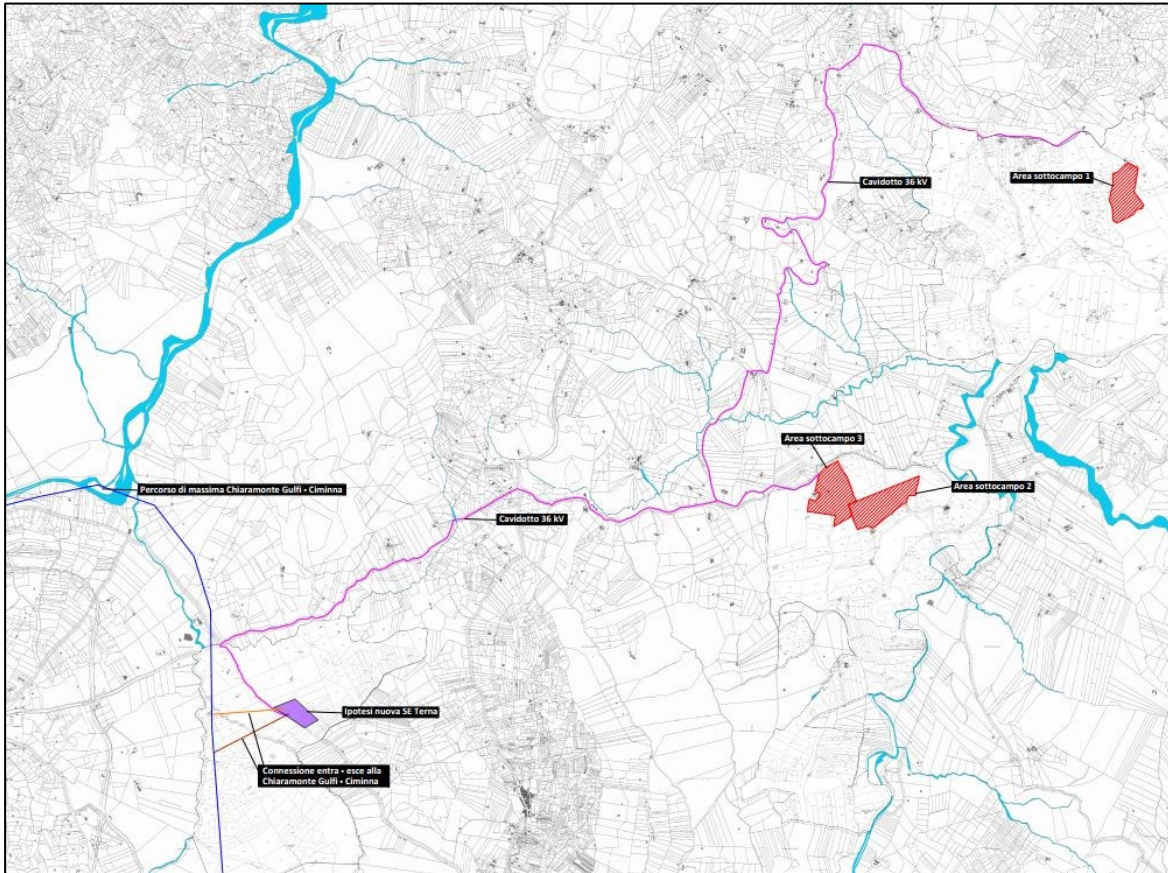 Cavidotto 36 kV
Area sottocampo 1
Area sottocampo 3
Area sottocampo 2
Percorso di massima Chiaramonte Gulfi - Ciminna
Cavidotto 36 kV
Ipotesi nuova SE Terna
Connessione entra - esce alla
Chiaramonte Gulfi - Ciminna